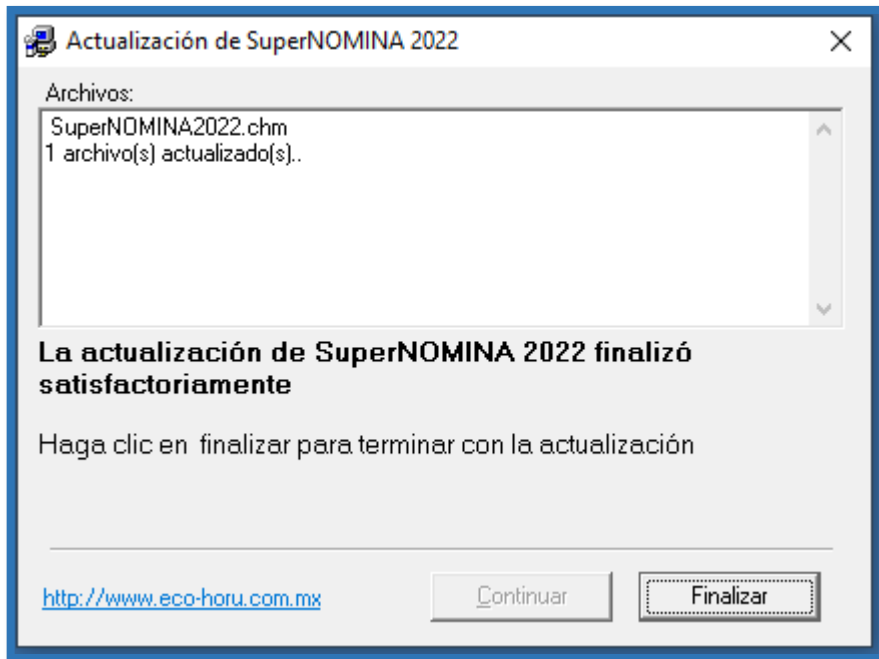 Actualización de SuperNOMINA 2022
Archivos:
SuperNOMINA2022.chm
1 archivo(s) actualizado(s)..
La actualización de SuperNOMINA 2022 finalizó
satisfactoriamente
Haga clic en finalizar para terminar con la actualización
http://www.eco-horu.com.mx
Continuar
Finalizar